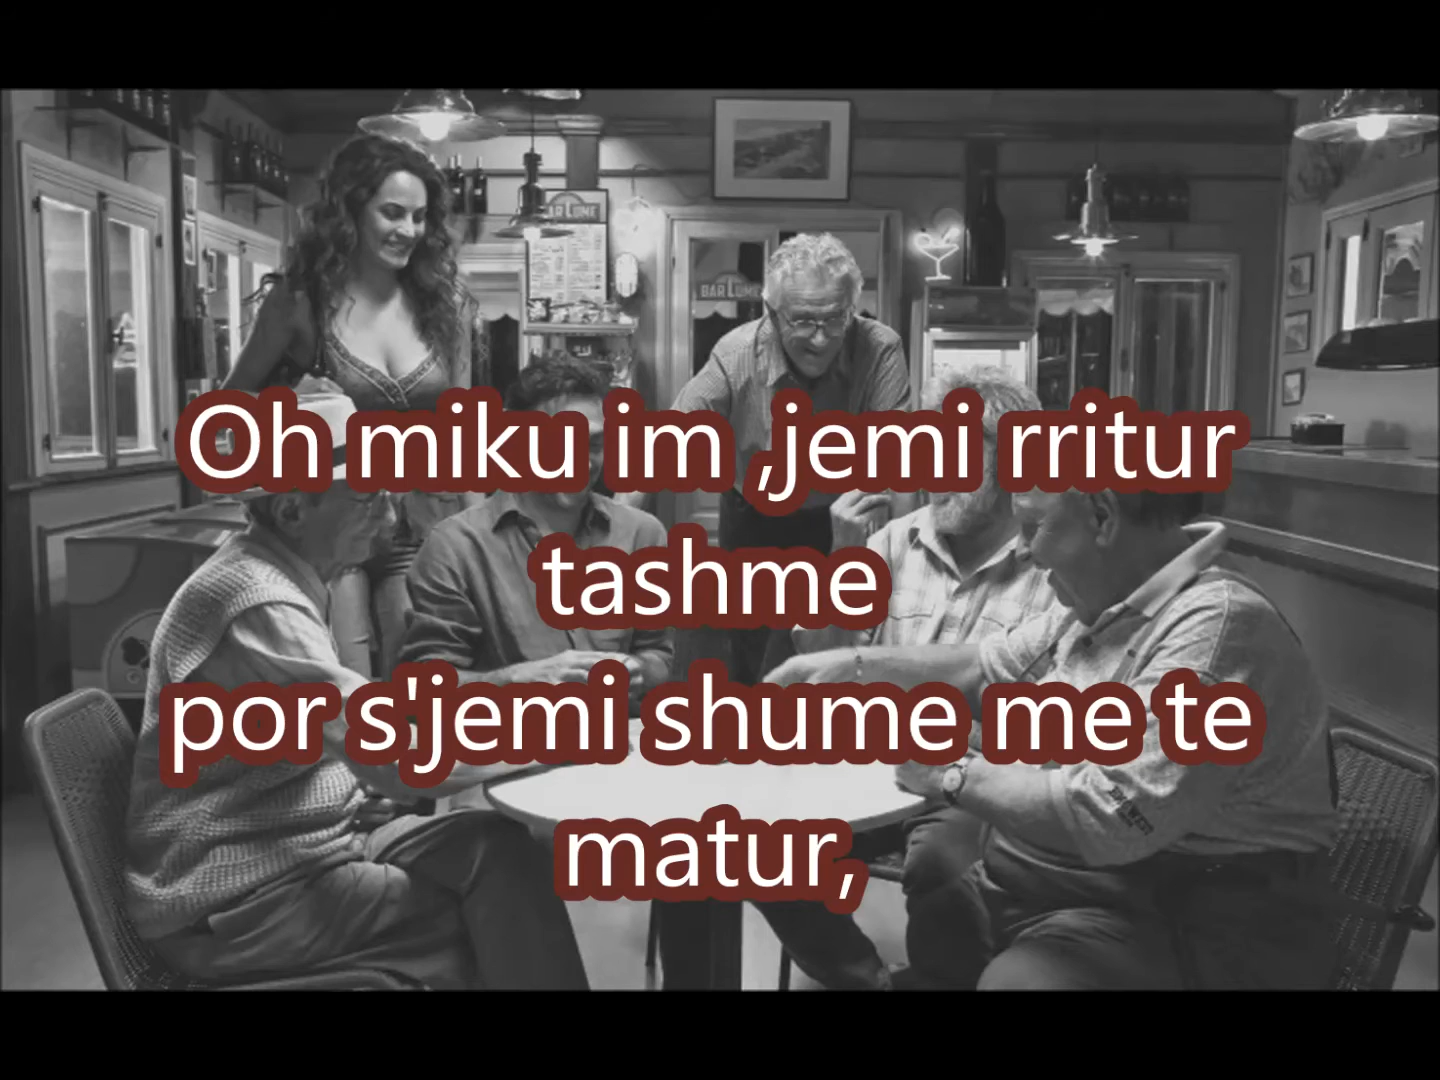 BAR LUME
BAR LUME
Oh miku im ,jemi rritur
tashme
por s'jemi shume me te
matur,